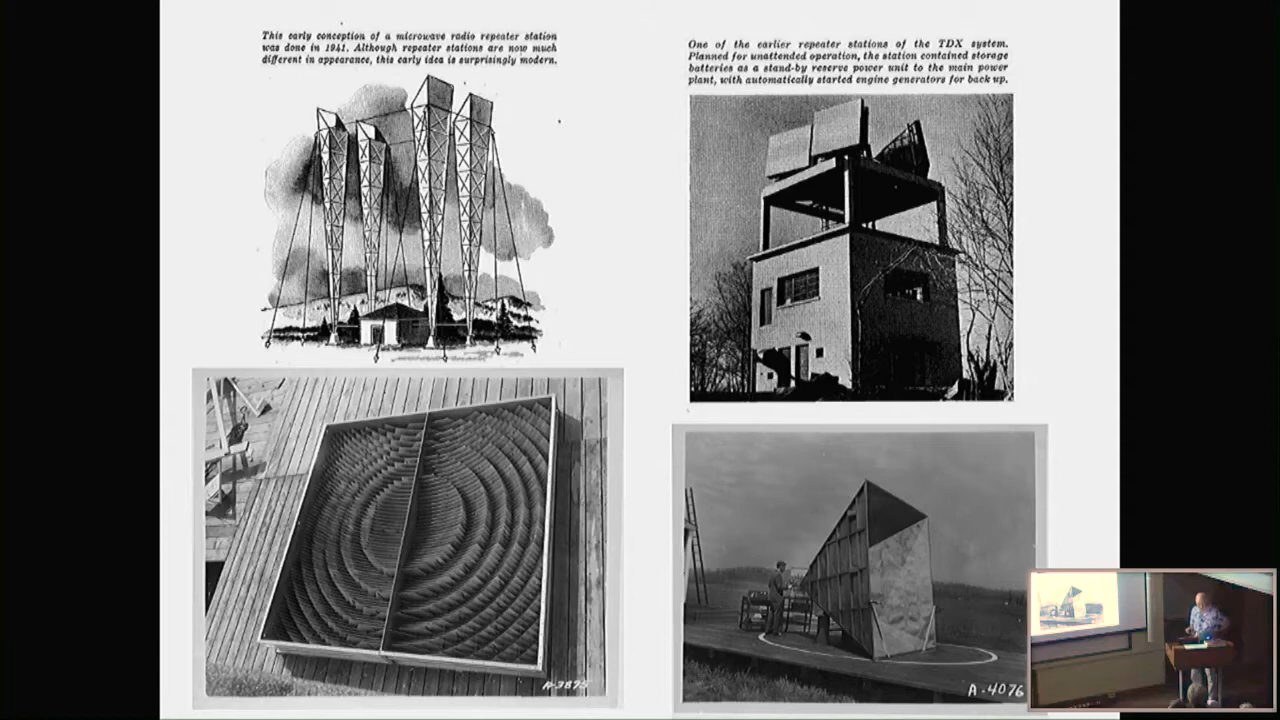 This early conception of a microwave radio repeater station
was done in 1941. Although repeater stations are now much
different in appearance, this early idea is surprisingly modern.
One of the earlier repeater stations of the TDX system.
Planned for unattended operation, the station contained storage
batteries as a stand-by reserve power unit to the main power
plant, with automatically started engine generators for back up.
A-3875
A-4076